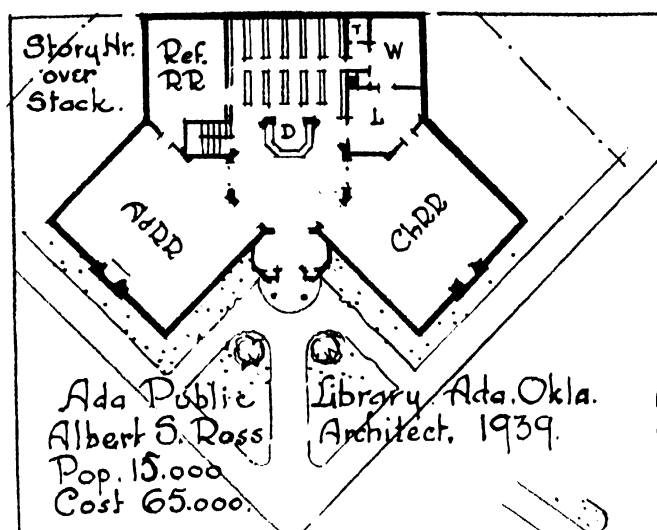 Story Hr.
over
Stack.
Ref.
RR
T
W
L
D
AdRR
ChRR
Ada Public Library. Ada. Okla.
Albert S. Ross Architect. 1939.
Pop. 15.000
Cost 65.000.